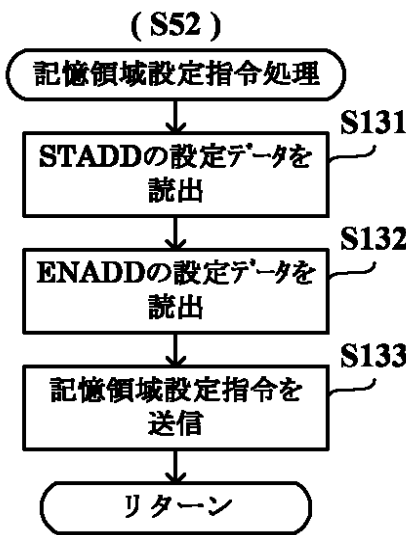 (S52)
記憶領域設定指令処理
S131
STADDの設定データを
読出
S132
ENADDの設定データを
読出
S133
記憶領域設定指令を
送信
リターン